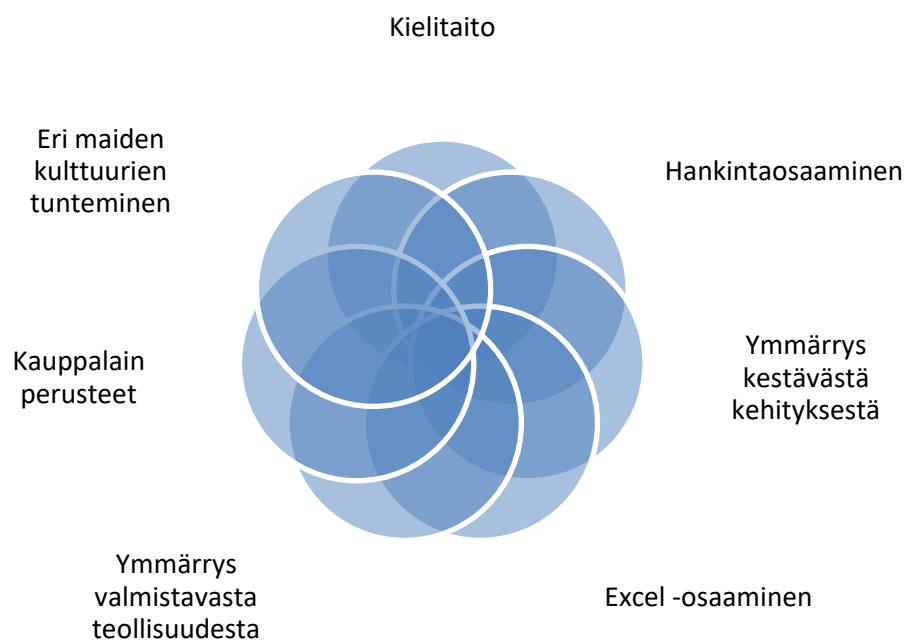 Kielitaito
Hankintaosaaminen
Ymmärrys
kestävästä
kehityksestä
Excel -osaaminen
Ymmärrys
valmistavasta
teollisuudesta
Kauppalain
perusteet
Eri maiden
kulttuurien
tunteminen